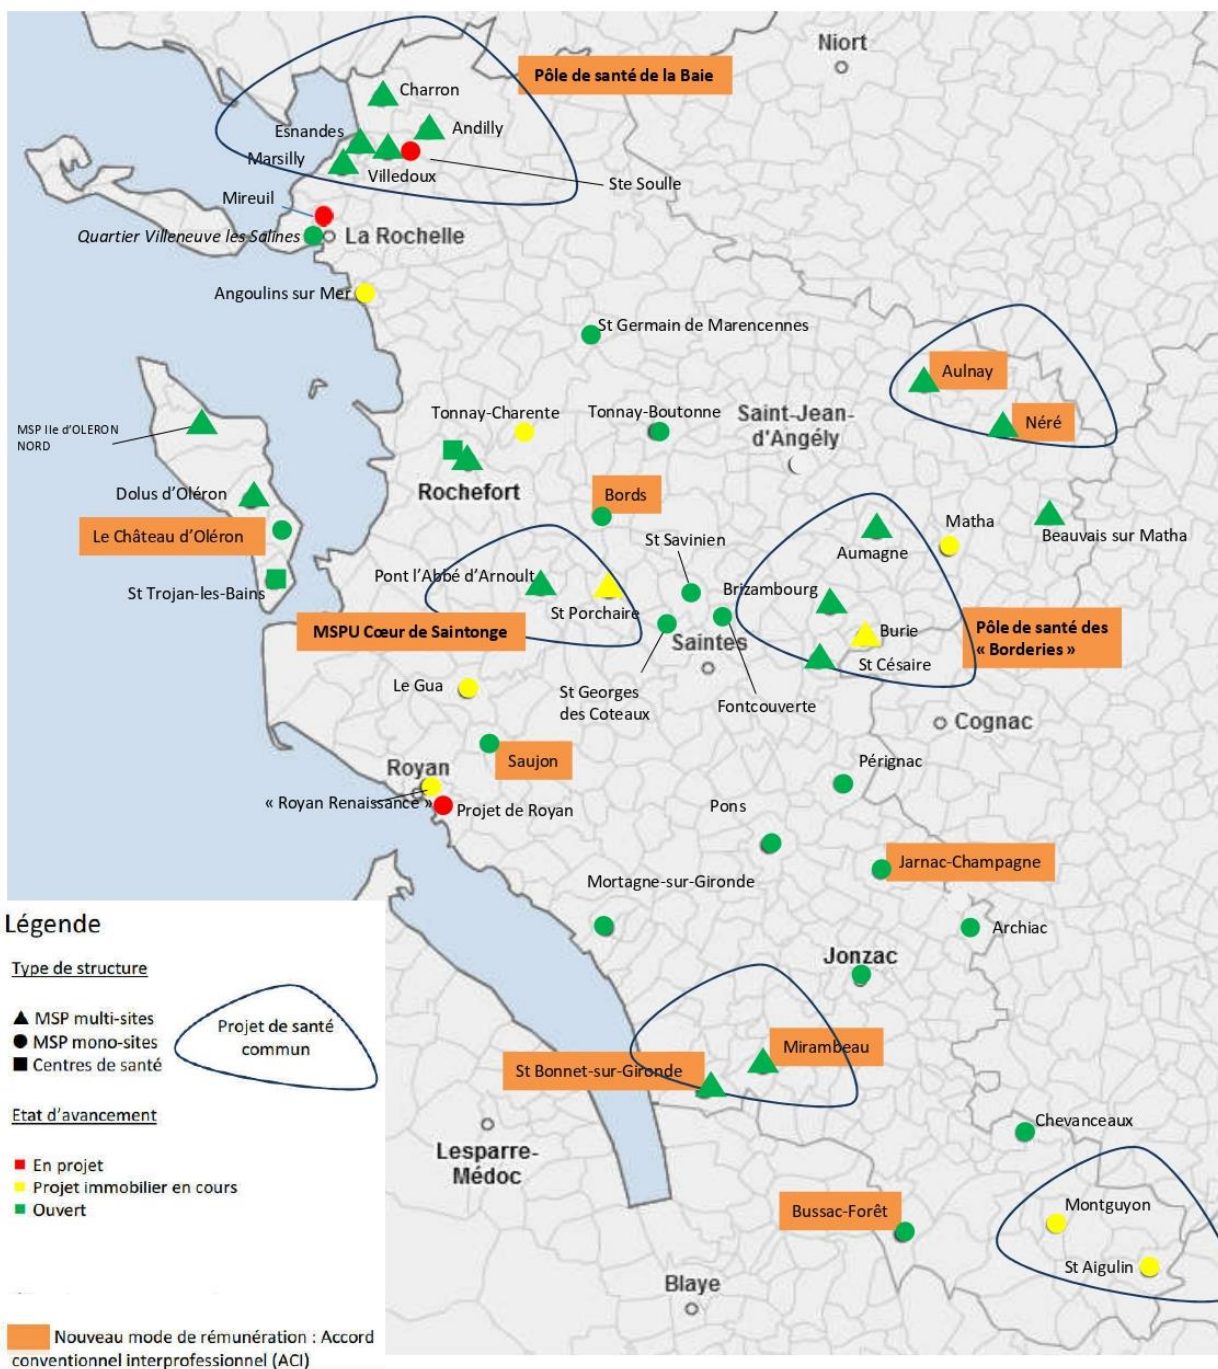 Niort
Pôle de santé de la Baie
Charron
Esnandes
Andilly
Marsilly
Villedoux
Ste Soulle
Mireuil
Quartier Villeneuve les Salines
La Rochelle
Angoulins sur Mer
St Germain de Marencennes
Aulnay
Néré
Tonnay-Charente
Tonnay-Boutonne
Saint-Jean-
d'Angély
MSP Ile d'OLERON
NORD
Rochefort
Dolus d'Oléron
Bords
Le Château d'Oléron
St Savinien
Matha
Beauvais sur Matha
Aumagne
Pont l'Abbé d'Arnoult
St Trojan-les-Bains
St Porchaire
Brizambourg
MSPU Cœur de Saintonge
Saintes
Burie
St Césaire
Pôle de santé des
« Borderies »
Le Gua
St Georges
des Coteaux
Fontcouverte
Cognac
Saujon
Royan
Pérignac
« Royan Renaissance »
Projet de Royan
Pons
Jarnac-Champagne
Mortagne-sur-Gironde
Archiac
Jonzac
Mirambeau
St Bonnet-sur-Gironde
Chevanceaux
Lesparre-
Médoc
Montguyon
Bussac-Forêt
St Aigulin
Blaye
Légende
Type de structure
MSP multi-sites
MSP mono-sites
Centres de santé
Projet de santé
commun
Etat d'avancement
En projet
Projet immobilier en cours
Ouvert
Nouveau mode de rémunération : Accord
conventionnel interprofessionnel (ACI)